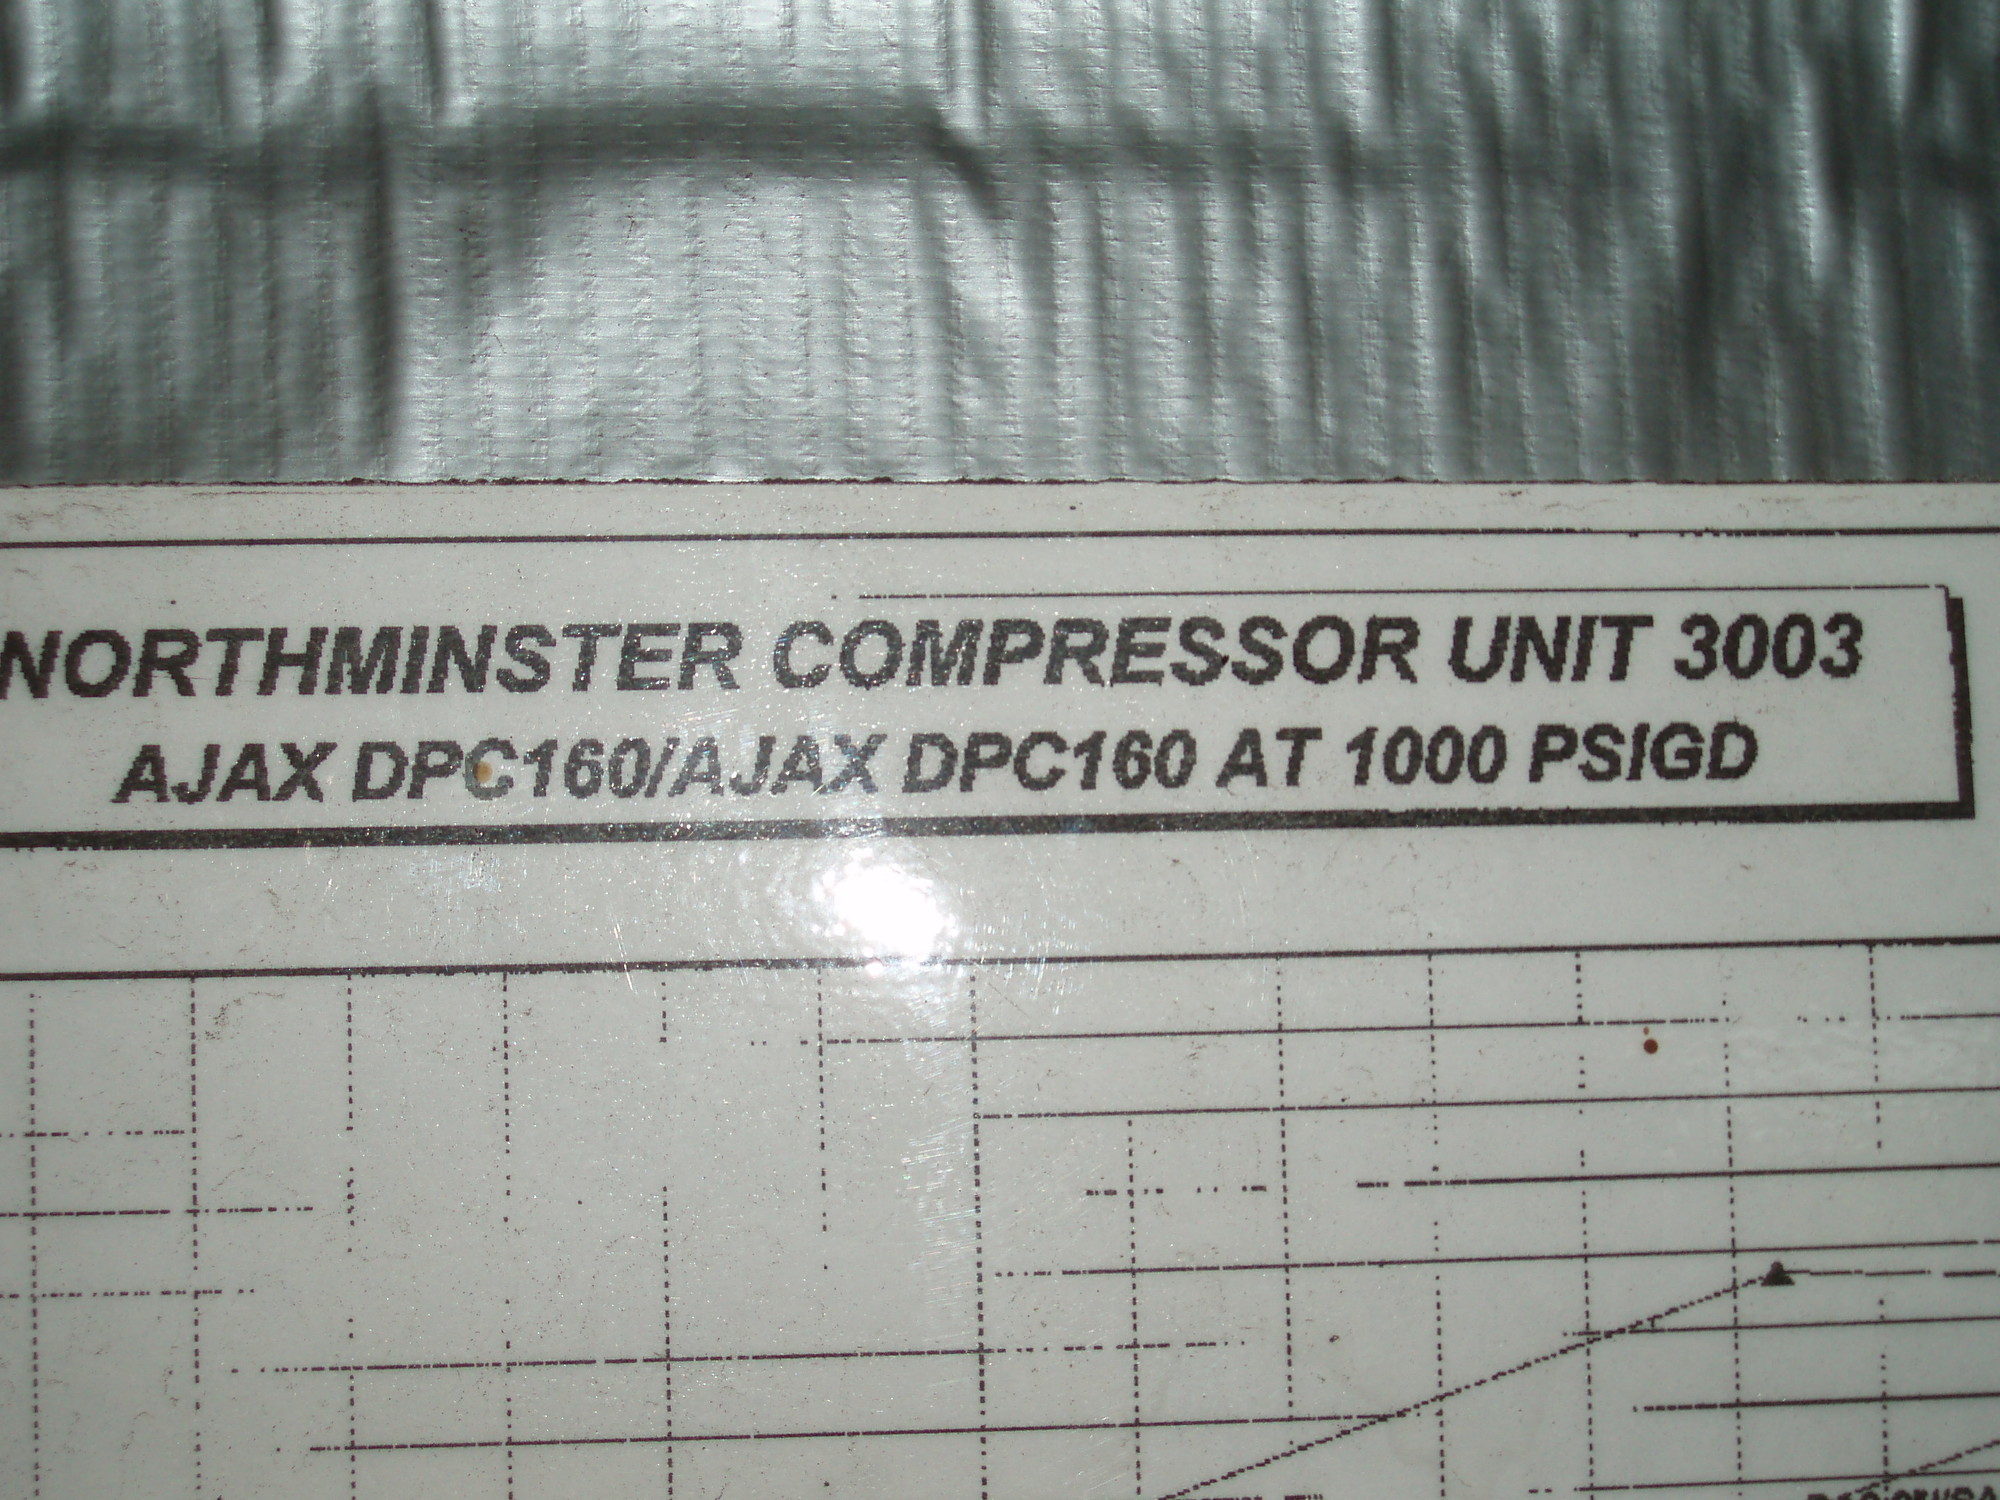 NORTHMINSTER COMPRESSOR UNIT 3003
AJAX DPC160/AJAX DPC160 AT 1000 PSIGD